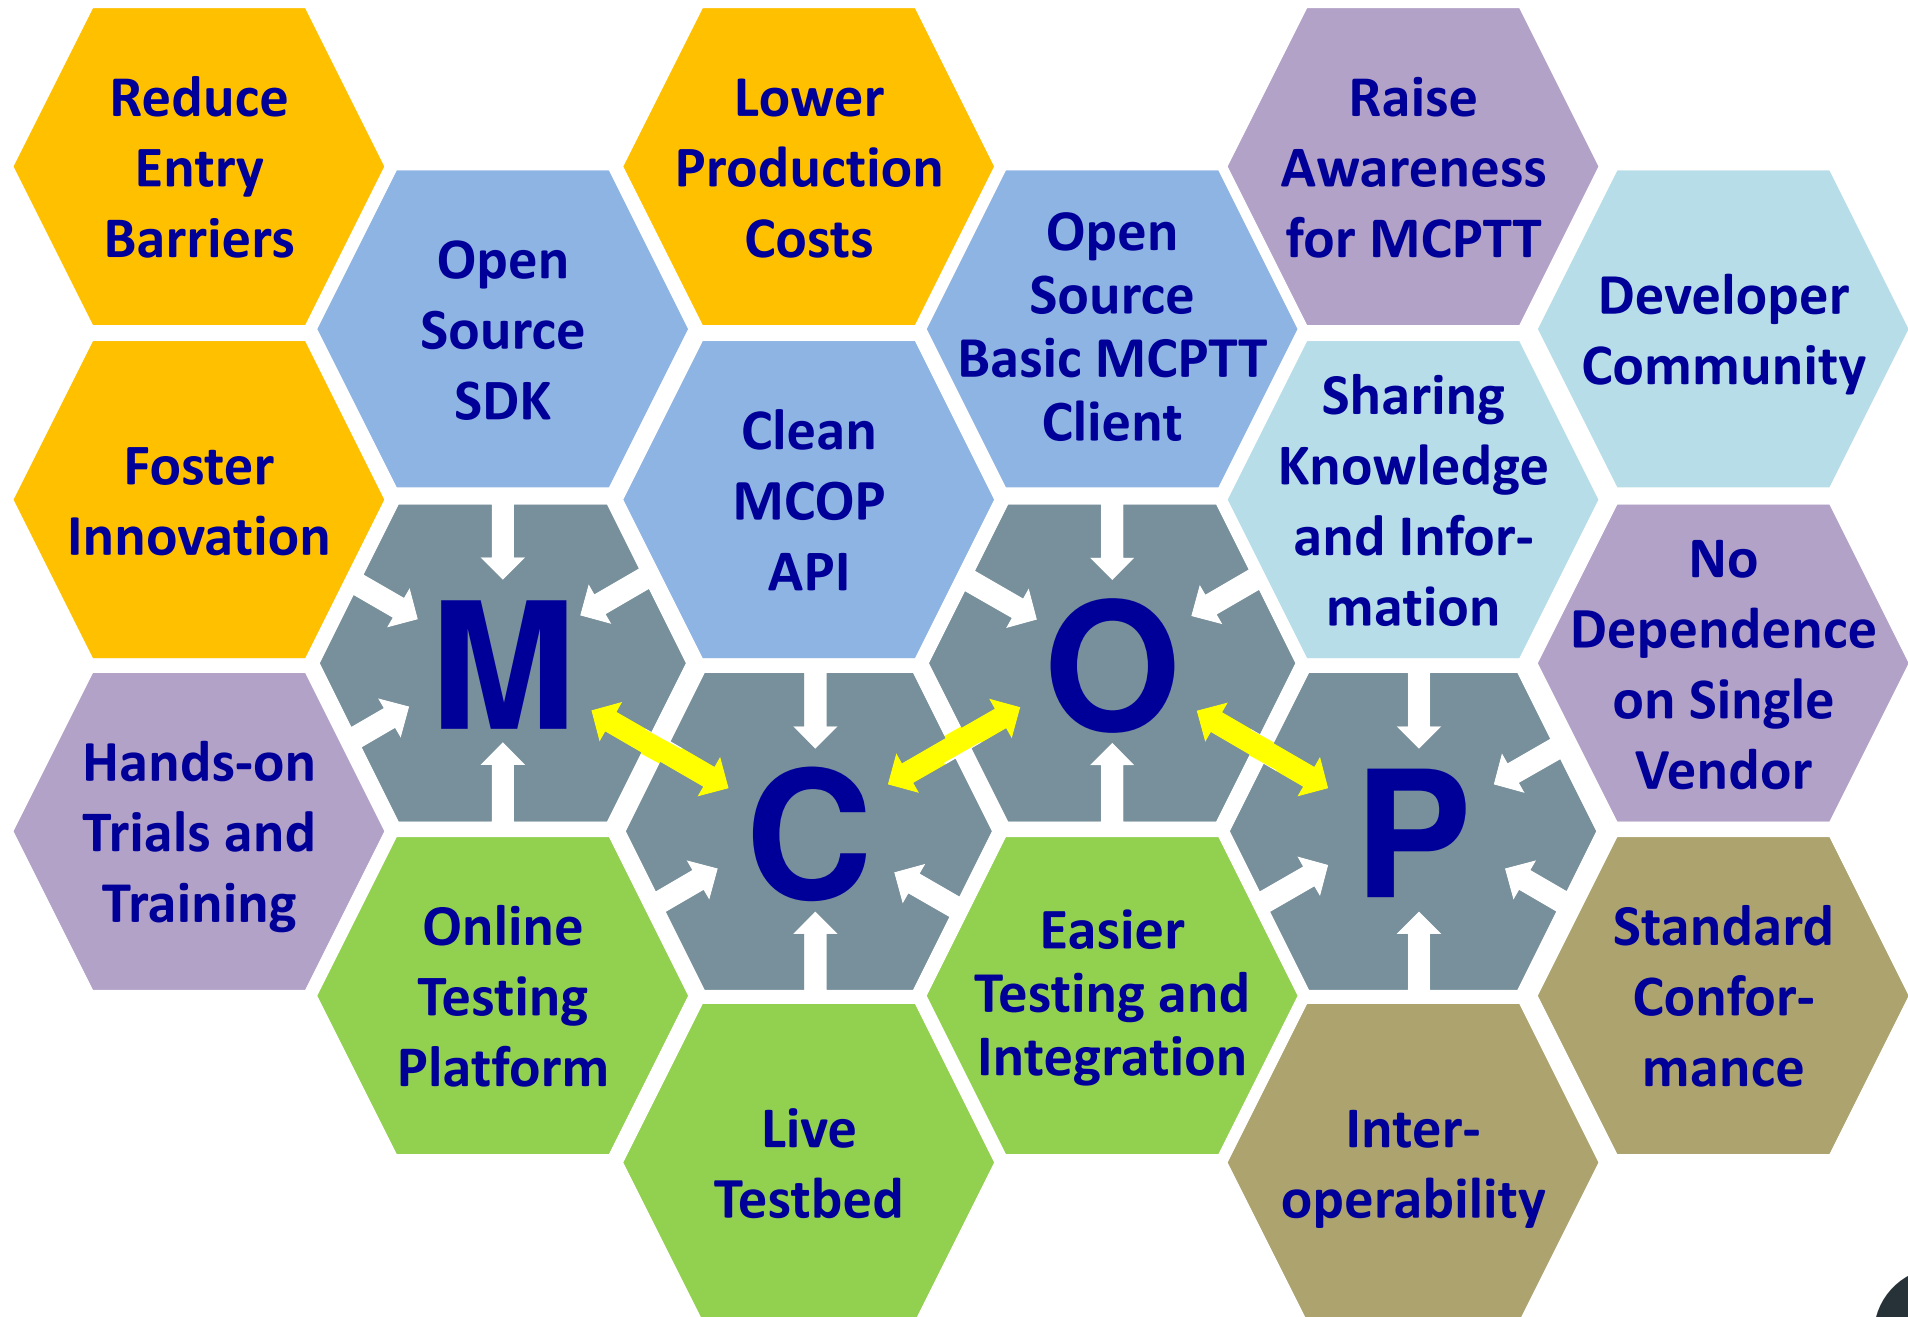 Reduce
Entry
Barriers
Lower
Production
Costs
Raise
Awareness
for MCPTT
Open
Source
SDK
Open
Source
Basic MCPTT
Client
Developer
Community
Foster
Innovation
Clean
MCOP
API
Sharing
Knowledge
and Infor-
mation
M
O
No
Dependence
on Single
Vendor
Hands-on
Trials and
Training
C
P
Online
Testing
Platform
Easier
Testing and
Integration
Standard
Confor-
mance
Live
Testbed
Inter-
operability